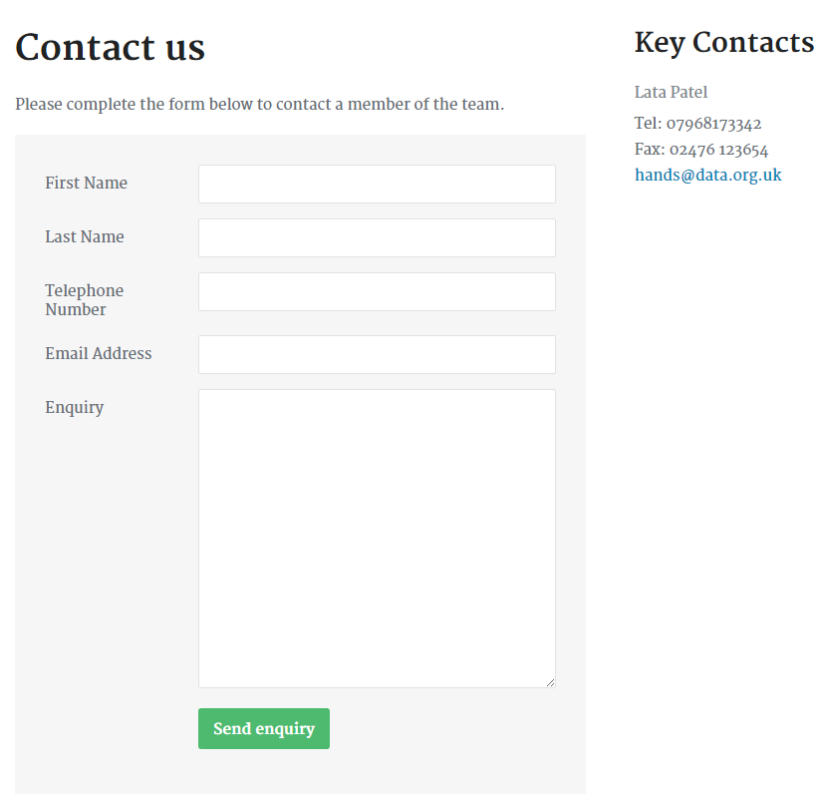 Contact us
Please complete the form below to contact a member of the team.
First Name
Last Name
Telephone
Number
Email Address
Enquiry
Send enquiry
Key Contacts
Lata Patel
Tel: 07968173342
Fax: 02476 123654
hands@data.org.uk